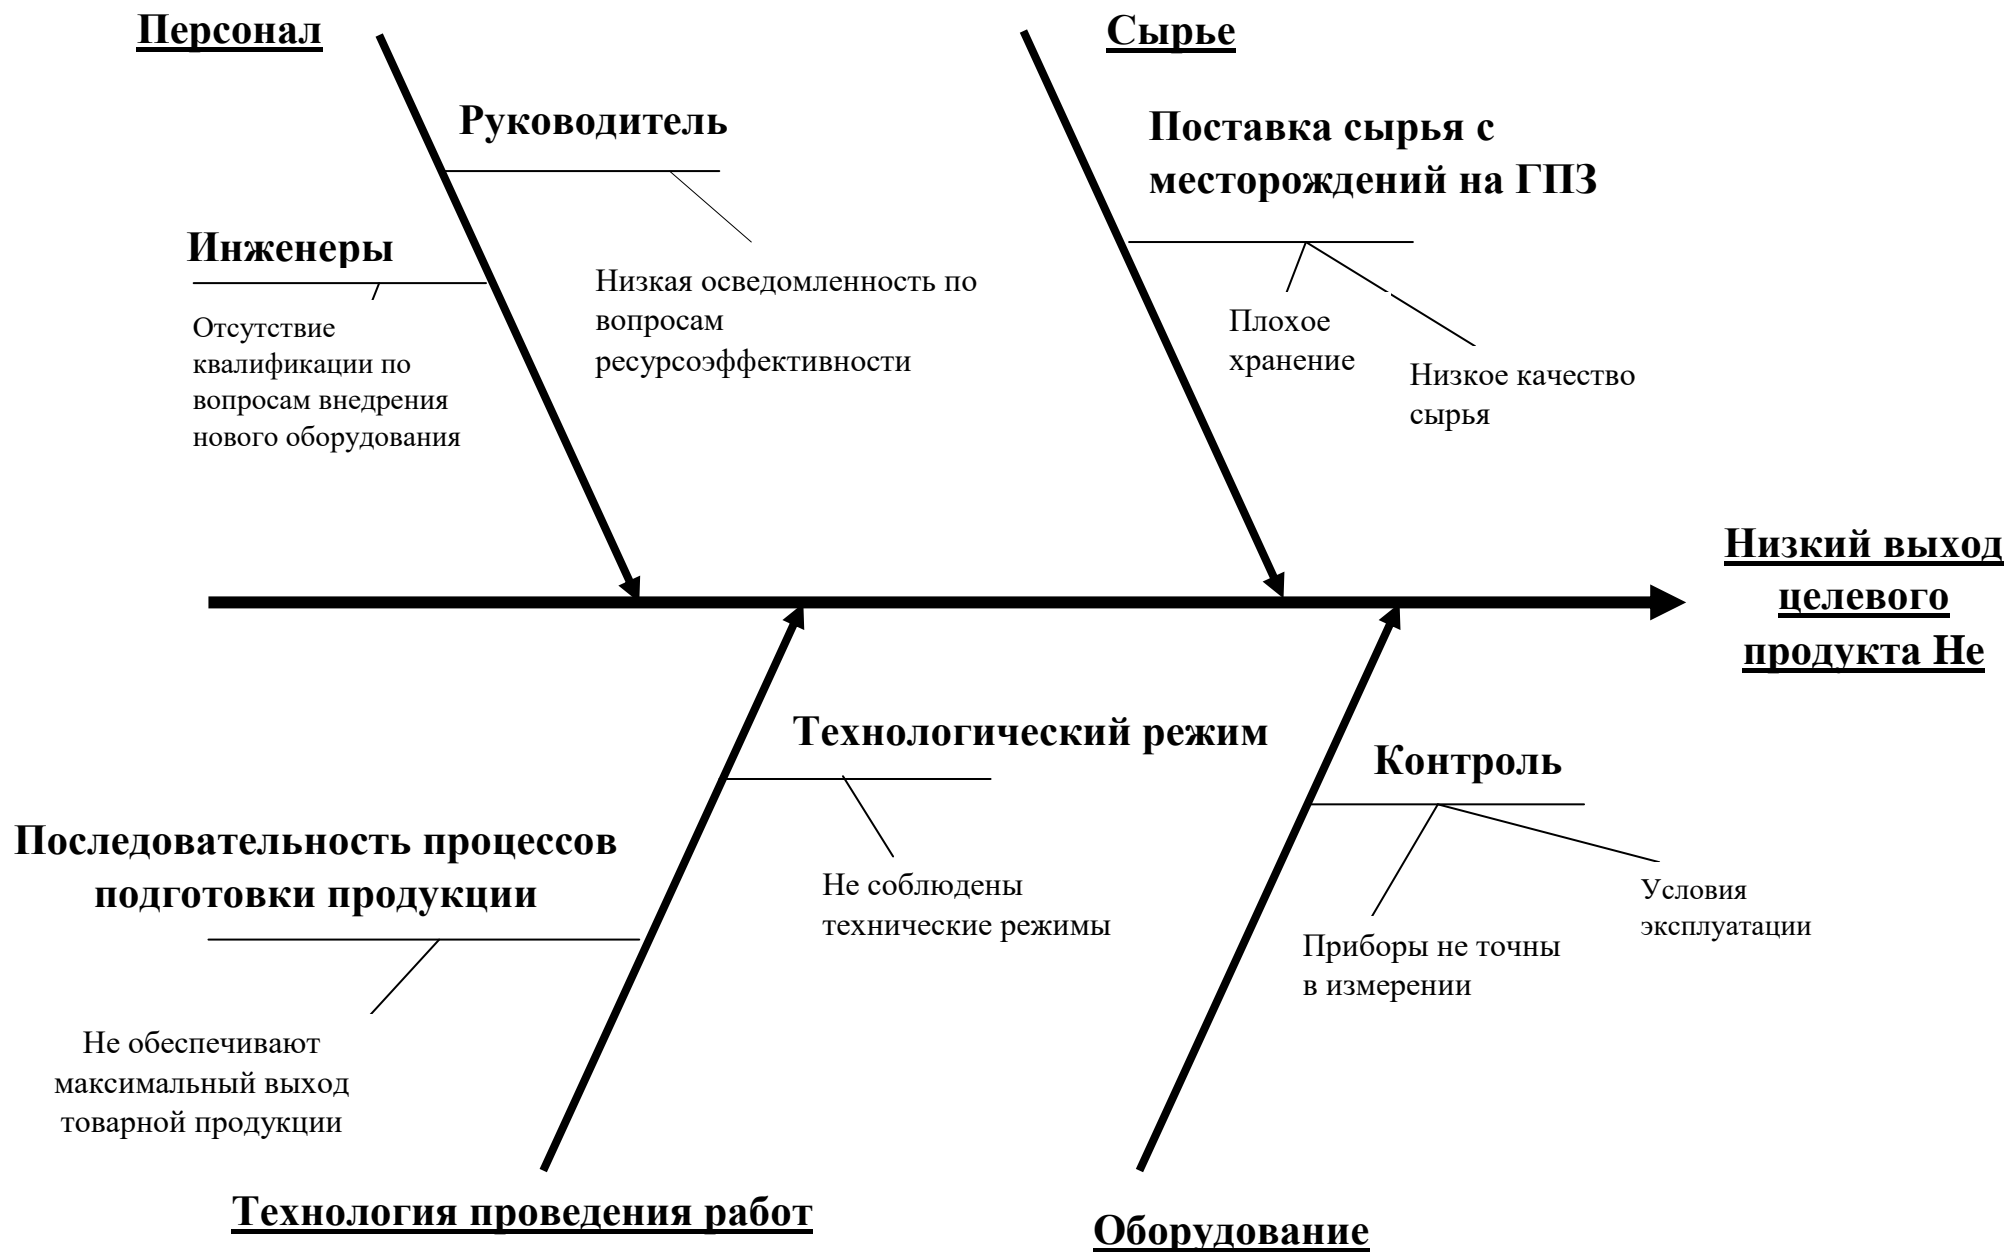 Персонал
Сырье
Руководитель
Поставка сырья с
месторождений на ГПЗ
Инженеры
Низкая осведомленность по
вопросам
ресурсоэффективности
Отсутствие
квалификации по
вопросам внедрения
нового оборудования
Плохое
хранение
Низкое качество
сырья
Низкий выход
целевого
продукта Не
Технологический режим
Контроль
Последовательность процессов
подготовки продукции
Не соблюдены
технические режимы
Условия
эксплуатации
Приборы не точны
в измерении
Не обеспечивают
максимальный выход
товарной продукции
Технология проведения работ
Оборудование